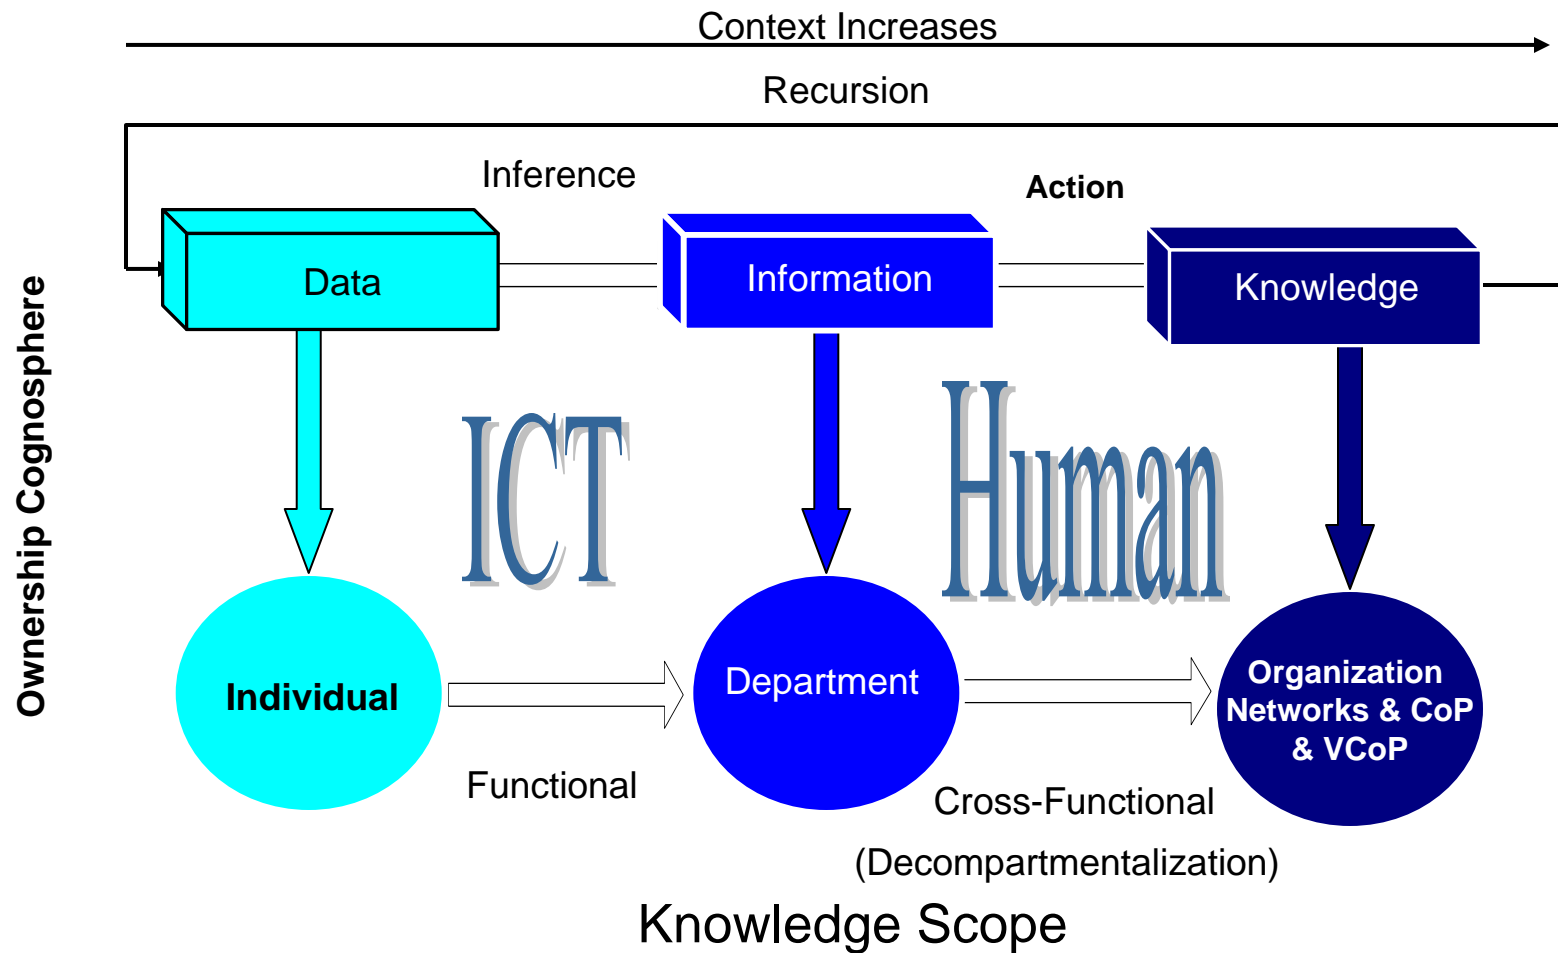 Context Increases
Recursion
Inference
Action
Data
Information
Knowledge
Ownership Cognosphere
ICT
Human
Individual
Department
Organization
Networks & CoP
& VCoP
Functional
Cross-Functional
(Decompartmentalization)
Knowledge Scope